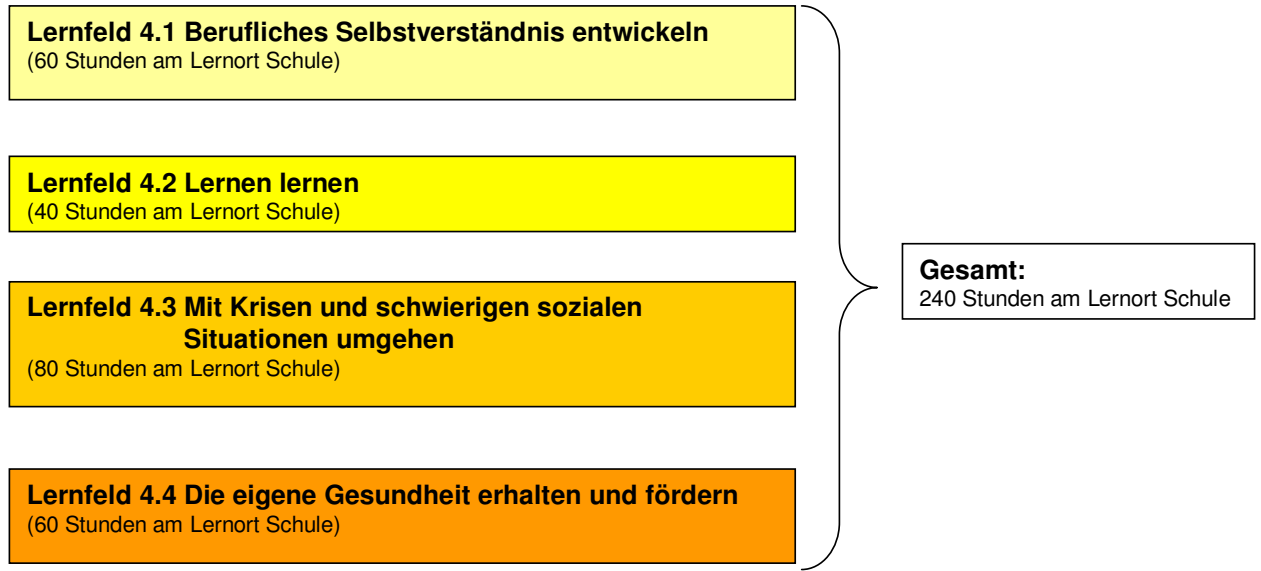 Lernfeld 4.1 Berufliches Selbstverständnis entwickeln
(60 Stunden am Lernort Schule)
Lernfeld 4.2 Lernen lernen
(40 Stunden am Lernort Schule)
Lernfeld 4.3 Mit Krisen und schwierigen sozialen
Situationen umgehen
(80 Stunden am Lernort Schule)
Lernfeld 4.4 Die eigene Gesundheit erhalten und fördern
(60 Stunden am Lernort Schule)
Gesamt:
240 Stunden am Lernort Schule